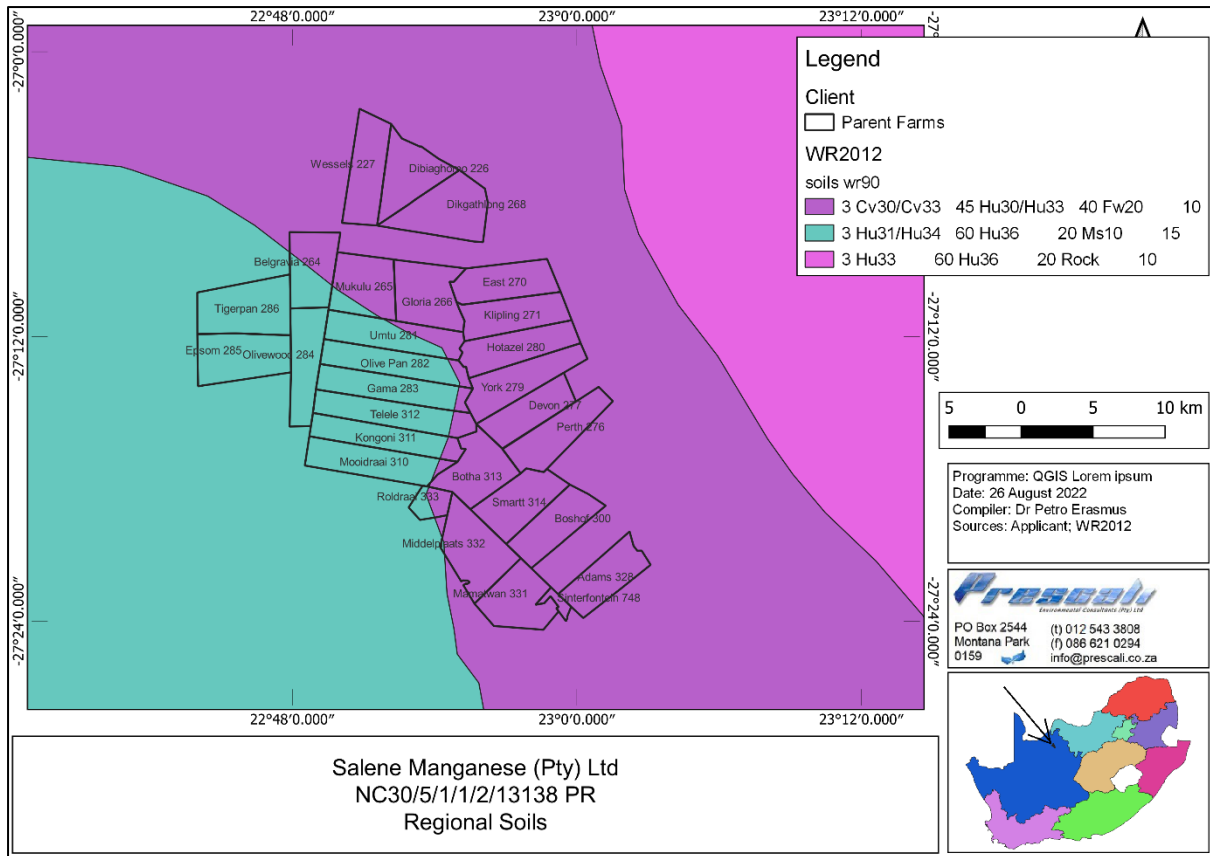 22°48'0.000" 23°0'0.000" 23°12'0.000"
-27°0'0.000"
-27°12'0.000"
-27°24'0.000"
Wessels 227
Dibiaghomo 226
Dikgathlong 268
Belgravia 264
Mukulu 265
Gloria 266
East 270
Tigerpan 286
Klipling 271
Umtu 281
Hotazel 280
Epsom 285
Olivewood 284
Olive Pan 282
Gama 283
York 279
Telele 312
Devon 277
Perth 276
Kongoni 311
Mooidraai 310
Botha 313
Roldraai 333
Smartt 314
Boshof 300
Middelplaats 332
Adams 328
Mamatwan 331
Sinterfontein 748
22°48'0.000" 23°0'0.000" 23°12'0.000"
-27°
-27°12'0.000"
-27°24'0.000"
Legend
Client
Parent Farms
WR2012
soils wr90
3 Cv30/Cv33 45 Hu30/Hu33 40 Fw20 10
3 Hu31/Hu34 60 Hu36 20 Ms10 15
3 Hu33 60 Hu36 20 Rock 10
5 0 5 10 km
Programme: QGIS Lorem ipsum
Date: 26 August 2022
Compiler: Dr Petro Erasmus
Sources: Applicant; WR2012
Prescali
Environmental Consultants (Pty) Ltd
PO Box 2544 (t) 012 543 3808
Montana Park (f) 086 621 0294
0159 info@prescali.co.za
Salene Manganese (Pty) Ltd
NC30/5/1/1/2/13138 PR
Regional Soils